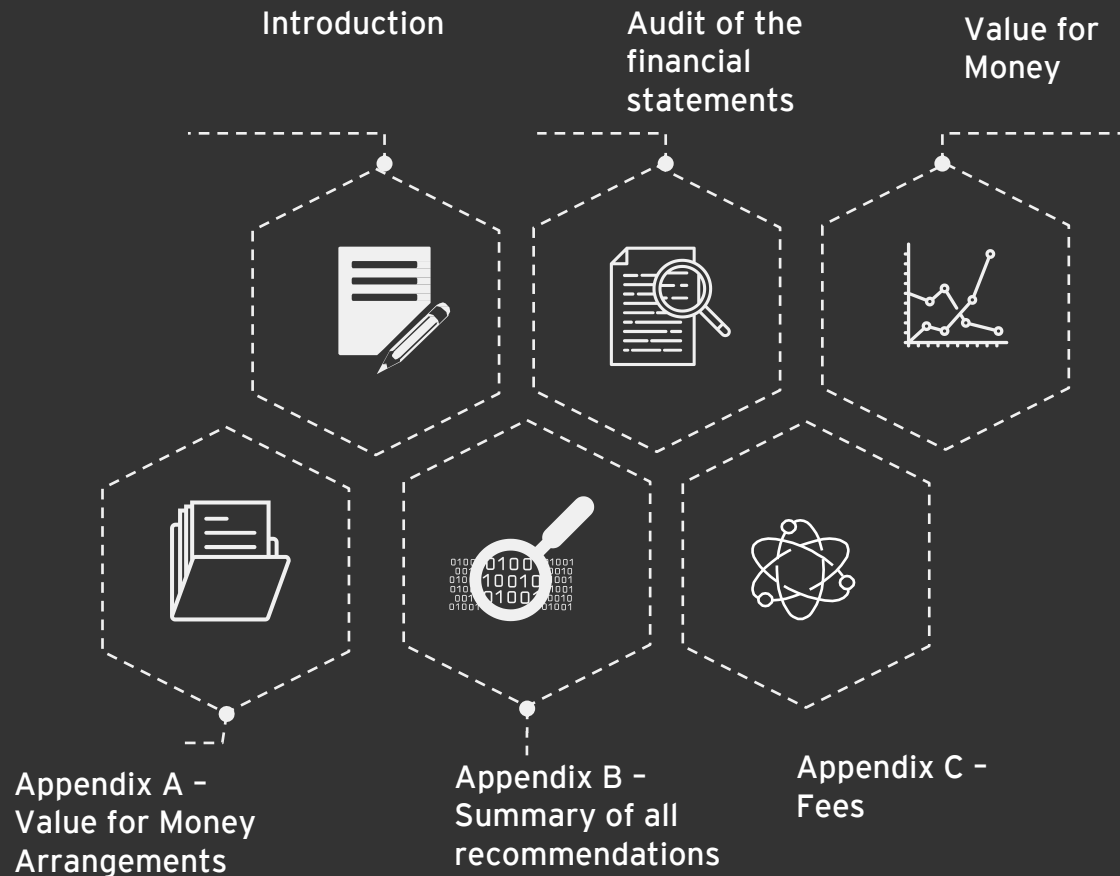 Introduction
Audit of the
financial
statements
Value for
Money
Appendix A –
Value for Money
Arrangements
Appendix B –
Summary of all
recommendations
Appendix C –
Fees